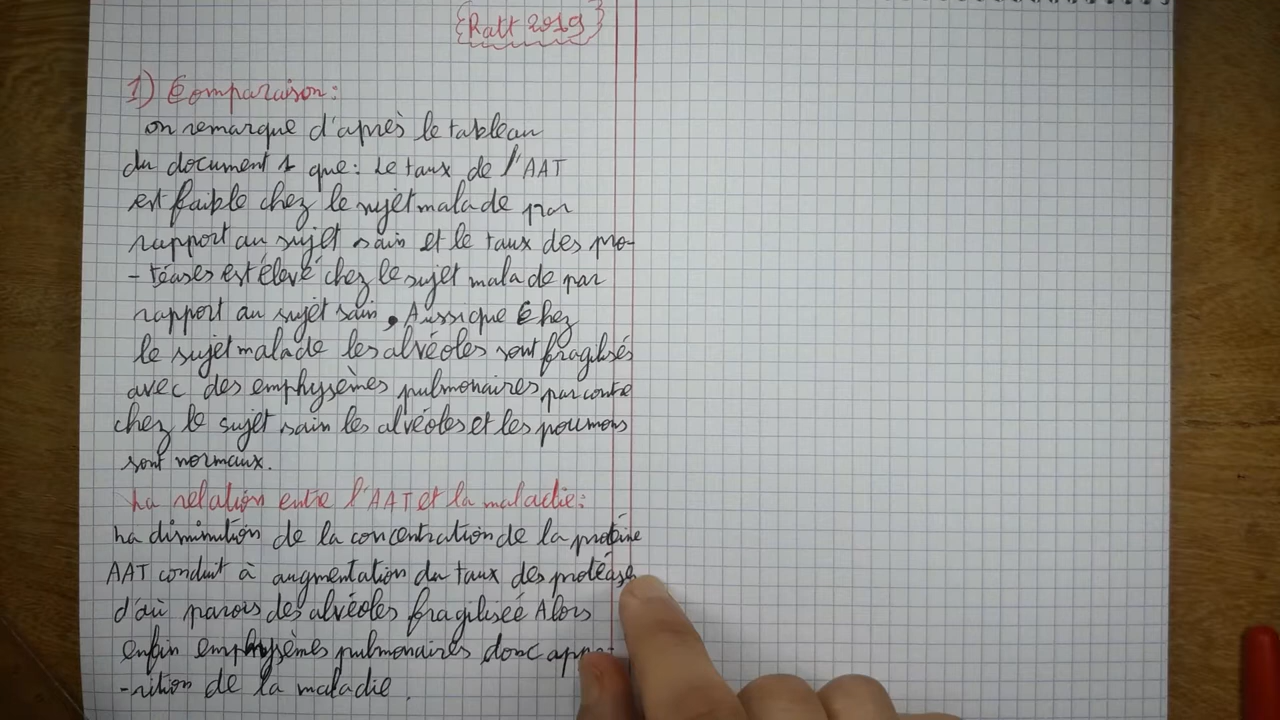 Ratt 2019
1) Comparaison:
on remarque d'après le tableau
du document 1 que: Le taux de l'AAT
est faible chez le sujet malade par
rapport au sujet sain et le taux des pro-
- téases est élevé chez le sujet malade par
rapport au sujet sain, Aussi que Chez
le sujet malade les alvéoles sont fragilisés
avec des emphysèmes pulmonaires par contre
chez le sujet sain les alvéoles et les poumons
sont normaux.
La relation entre l'AAT et la maladie:
La diminution de la concentration de la protéine
AAT conduit à augmentation du taux des protéase
d'où parois des alvéoles fragiliseé Alors
enfin emphysèmes pulmonaires donc appa-
-rition de la maladie.